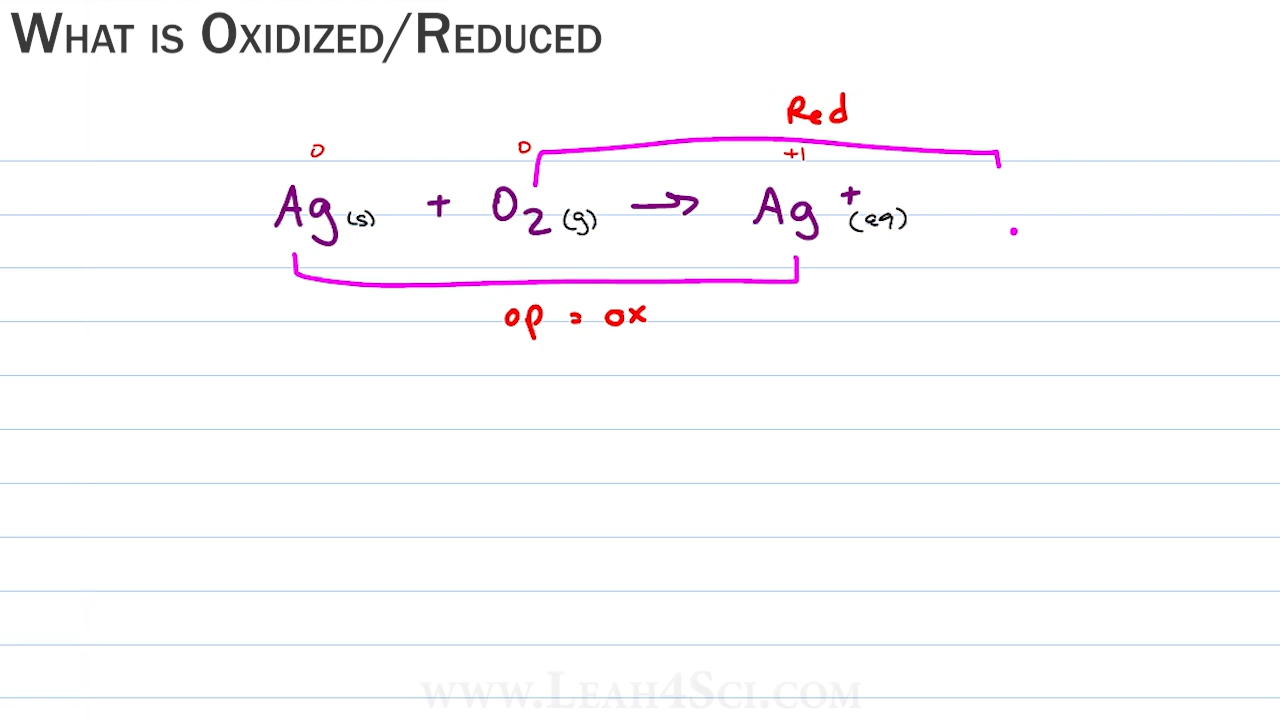 WHAT IS OXIDIZED/REDUCED
Red
0 0 +1
Ag(s) + O2(g) → Ag+(aq)
op = ox
www.Leah4Sci.com